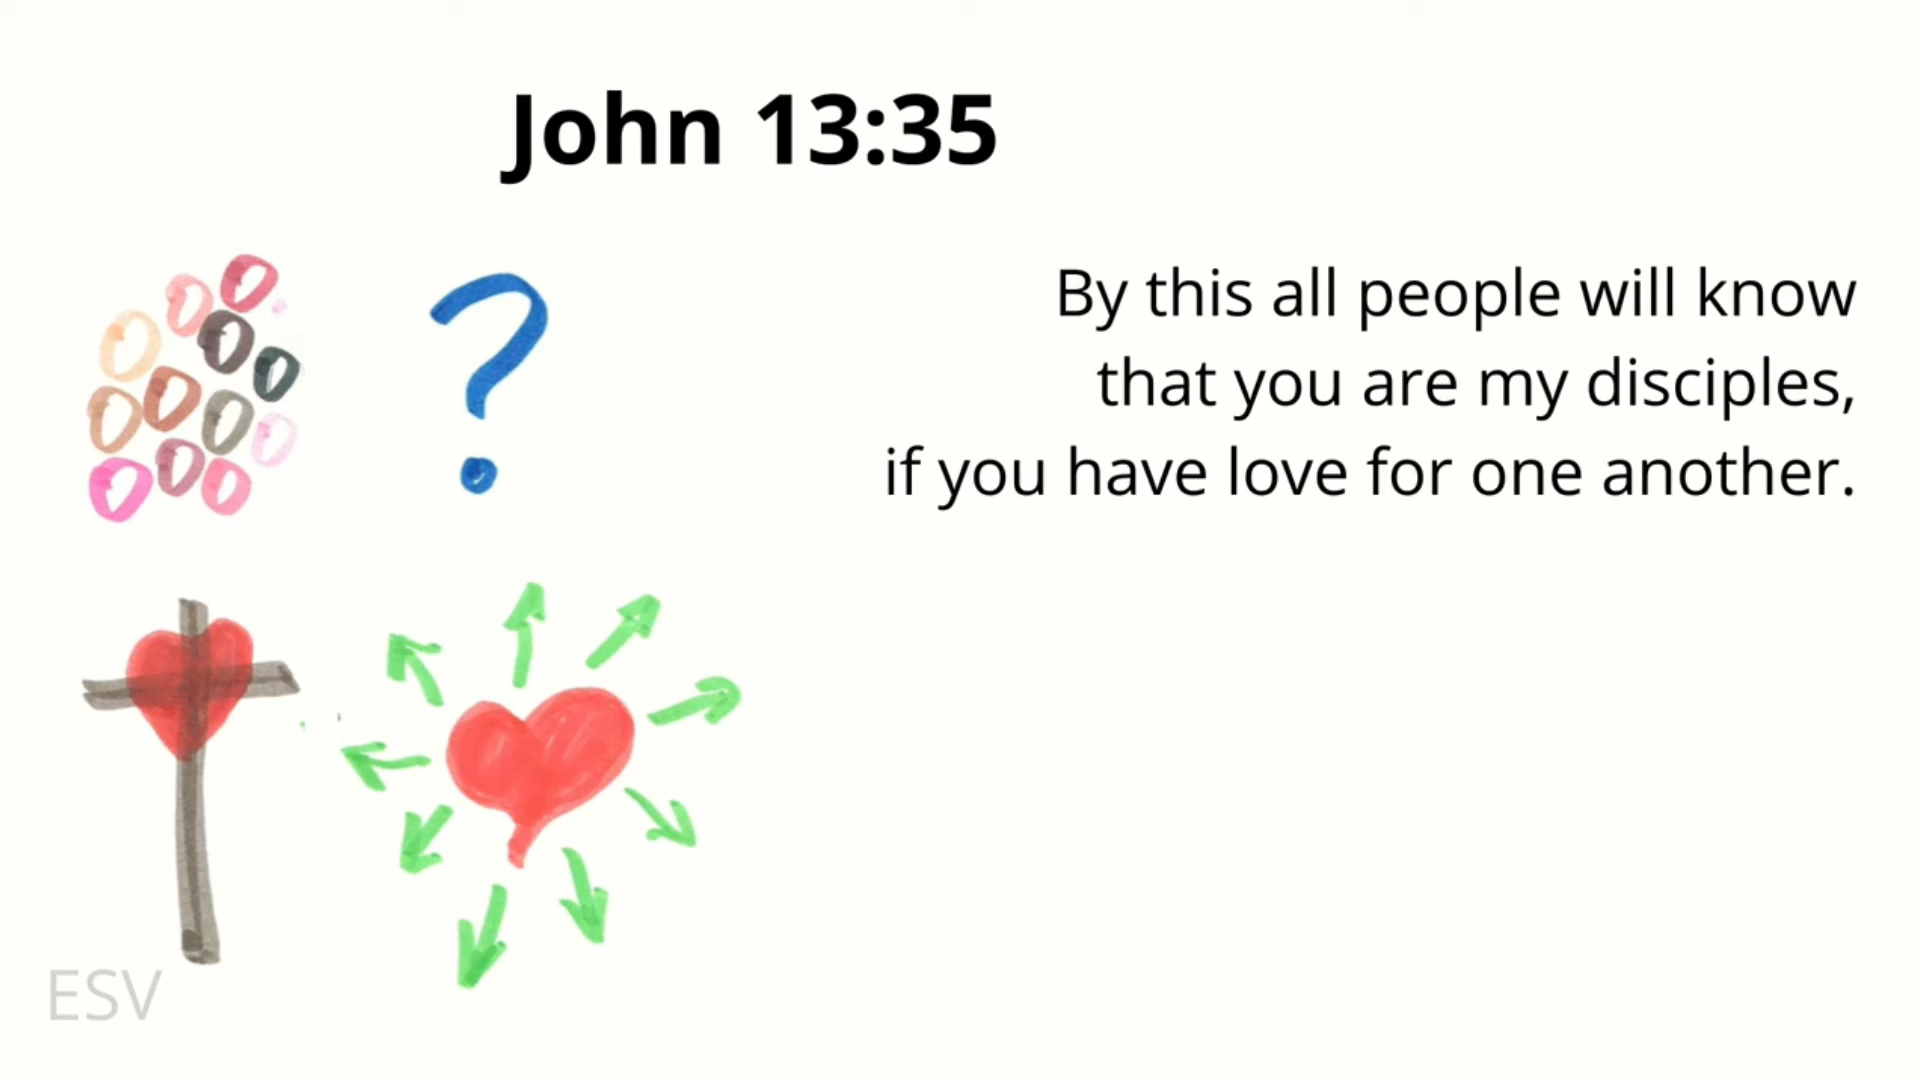 John 13:35
?
By this all people will know
that you are my disciples,
if you have love for one another.
ESV